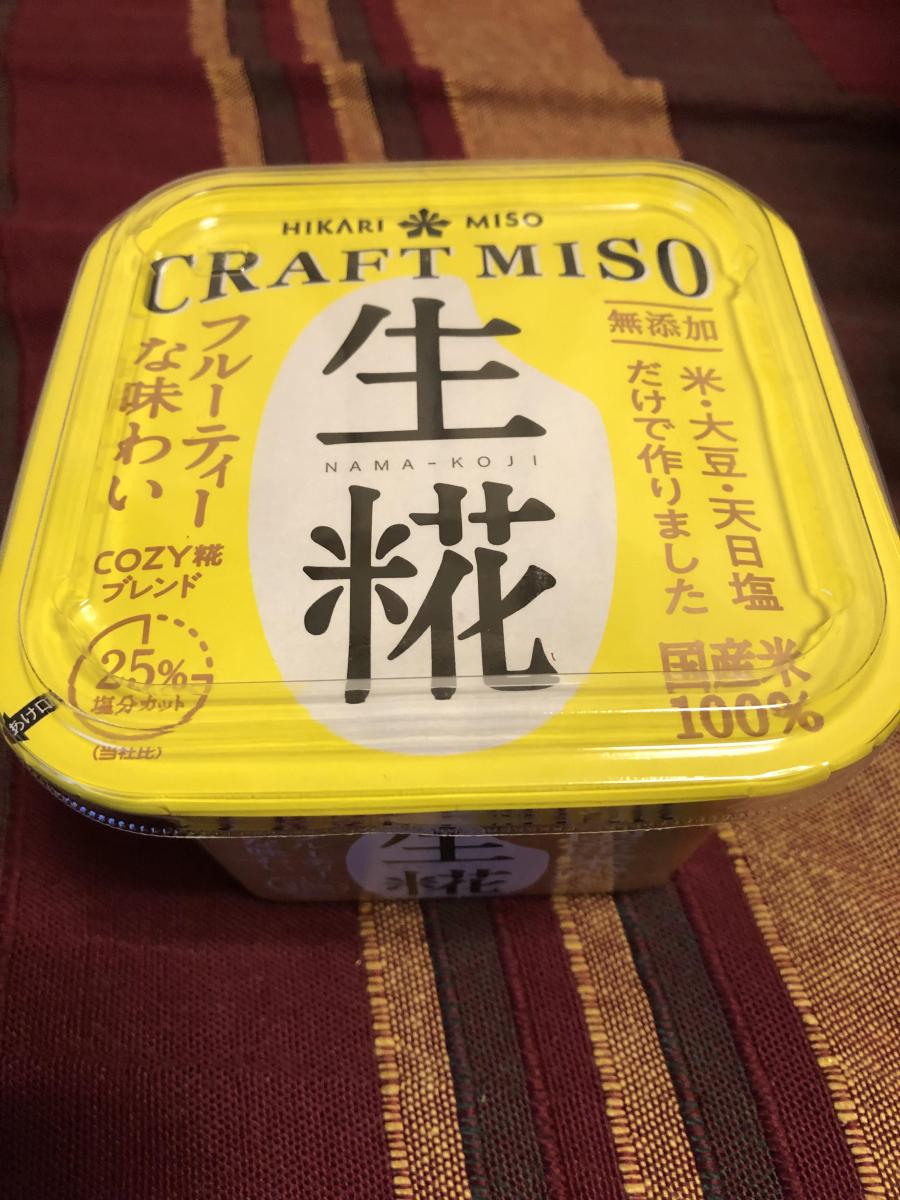 HIKARI MISO
CRAFT MISO
生
NAMA-KOJI
糀
無添加
米・大豆・天日塩
だけで作りました
国産米
100%
フルーティー
な味わい
COZY糀
ブレンド
25%
塩分カット
(当社比)
あけ口
生
糀